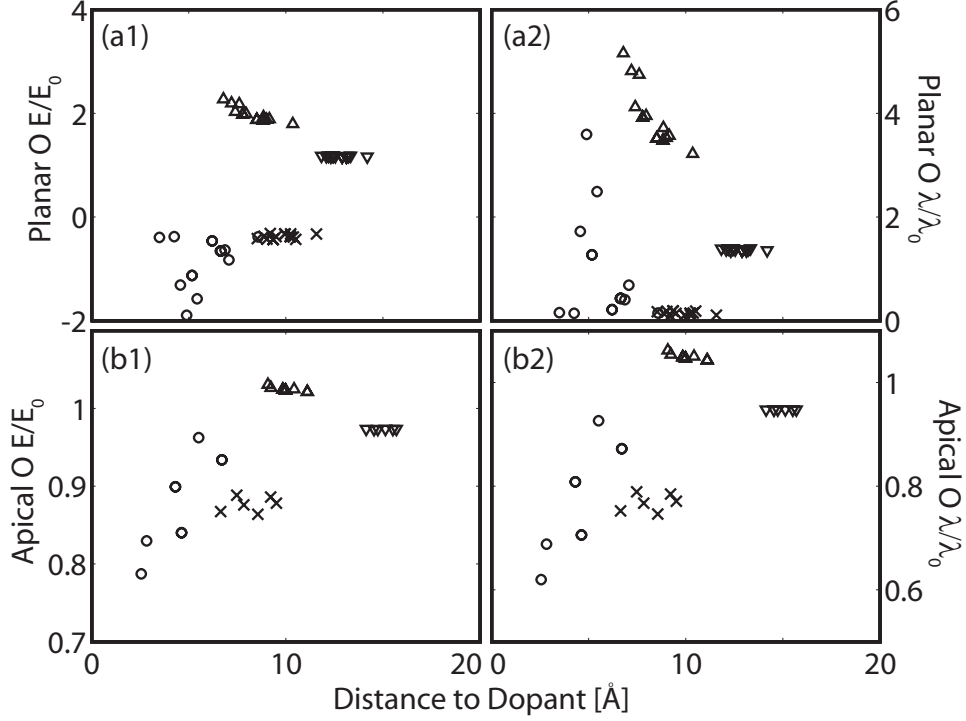 (a1)
4
2
0
-2
Planar O E/E0
(a2)
6
4
2
0
Planar O λ/λ0
(b1)
1
0.9
0.8
0.7
Apical O E/E0
0
10
20
(b2)
1
0.8
0.6
Apical O λ/λ0
0
10
20
Distance to Dopant [Å]